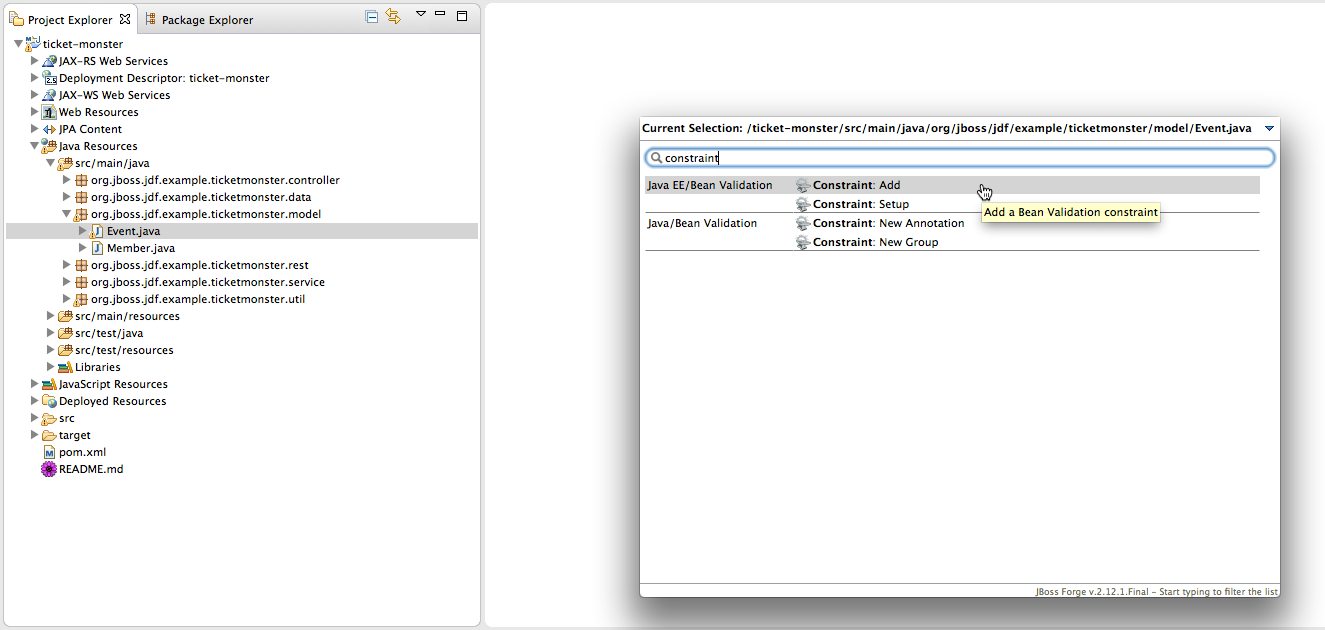 Project Explorer
Package Explorer
ticket-monster
JAX-RS Web Services
2.5 Deployment Descriptor: ticket-monster
JAX-WS Web Services
Web Resources
JPA Content
Java Resources
src/main/java
org.jboss.jdf.example.ticketmonster.controller
org.jboss.jdf.example.ticketmonster.data
org.jboss.jdf.example.ticketmonster.model
Event.java
Member.java
org.jboss.jdf.example.ticketmonster.rest
org.jboss.jdf.example.ticketmonster.service
org.jboss.jdf.example.ticketmonster.util
src/main/resources
src/test/java
src/test/resources
Libraries
JavaScript Resources
Deployed Resources
src
target
pom.xml
README.md
Current Selection: /ticket-monster/src/main/java/org/jboss/jdf/example/ticketmonster/model/Event.java
constraint
Java EE/Bean Validation Constraint: Add
Constraint: Setup
Add a Bean Validation constraint
Java/Bean Validation Constraint: New Annotation
Constraint: New Group
JBoss Forge v.2.12.1.Final - Start typing to filter the list